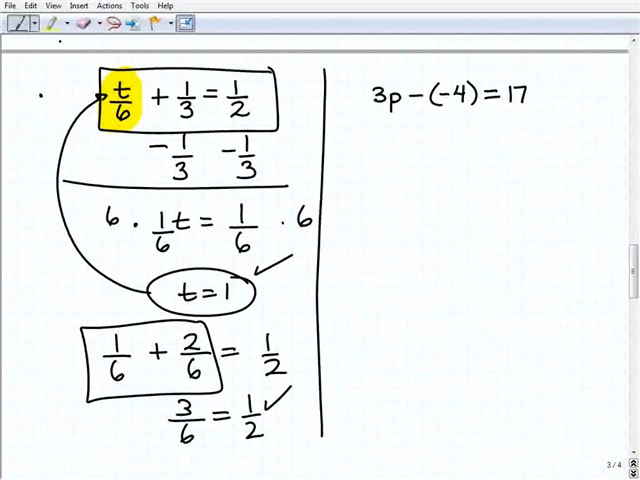 File Edit View Insert Actions Tools Help
t/6 + 1/3 = 1/2
- 1/3 - 1/3
6 · 1/6 t = 1/6 · 6
t = 1
1/6 + 2/6 = 1/2
3/6 = 1/2
3p - (-4) = 17
3 / 4